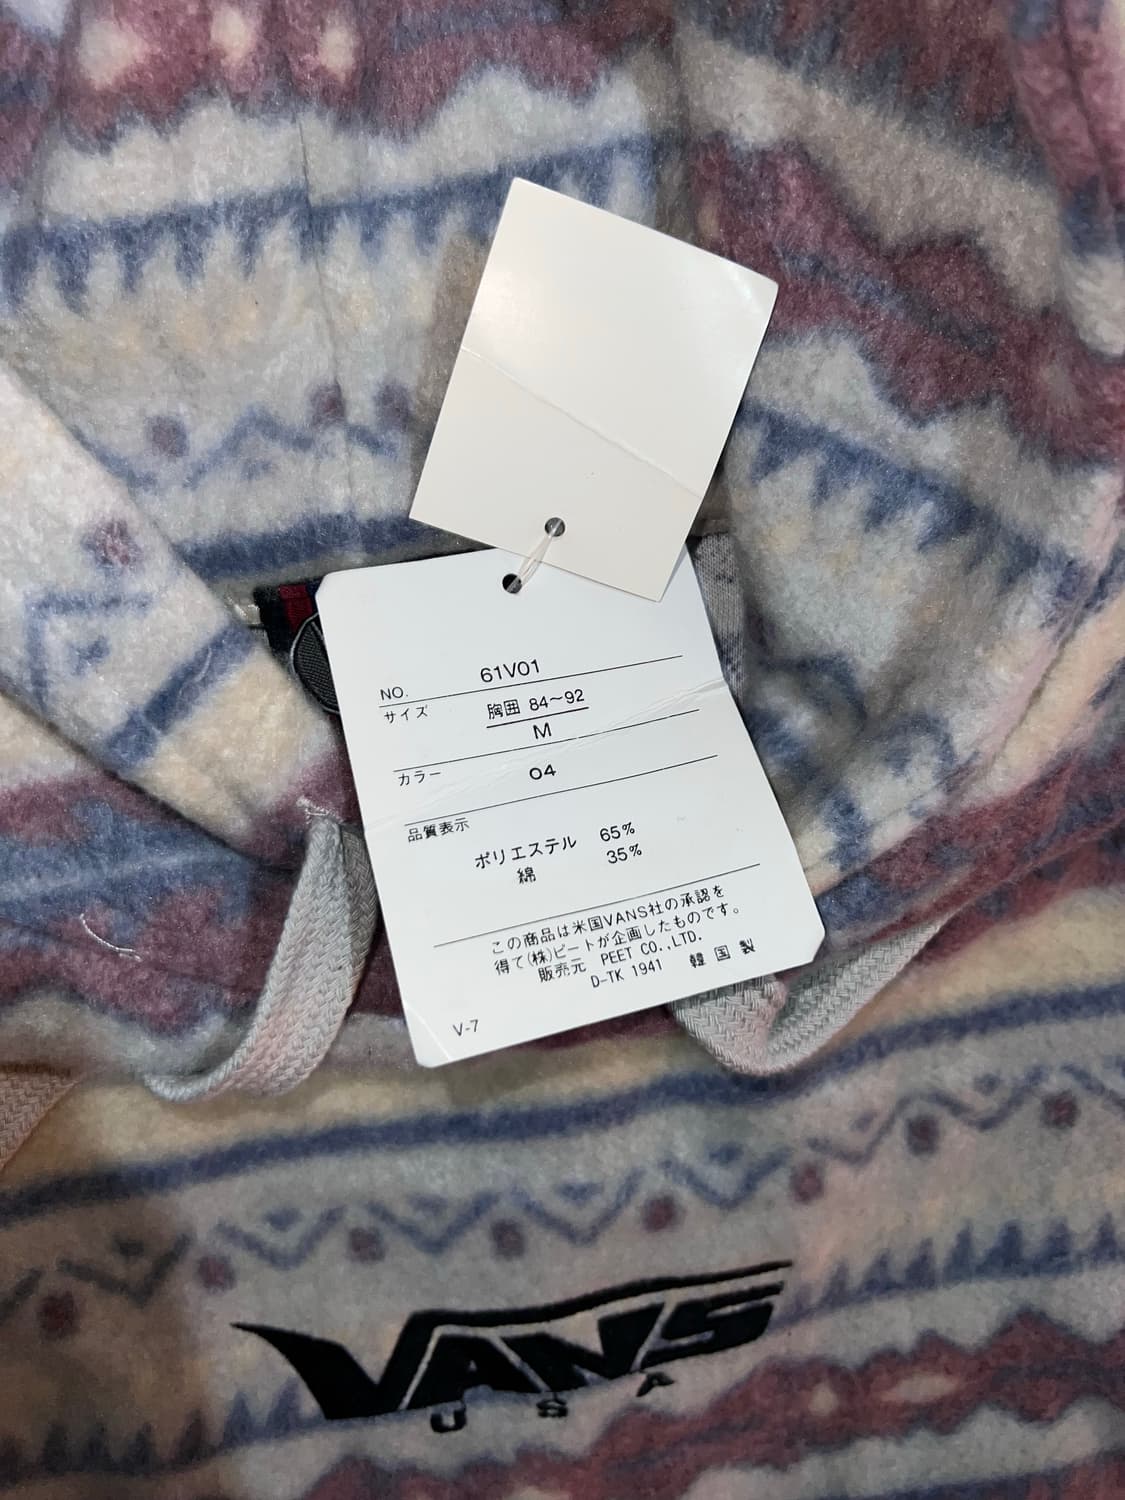 NO. 61V01
サイズ 胸囲 84〜92
M
カラー 04
品質表示
ポリエステル 65%
綿 35%
この商品は米国VANS社の承認を
得て(株)ピートが企画したものです。
販売元 PEET CO.,LTD.
D-TK 1941 韓国製
V-7
VANS
USA